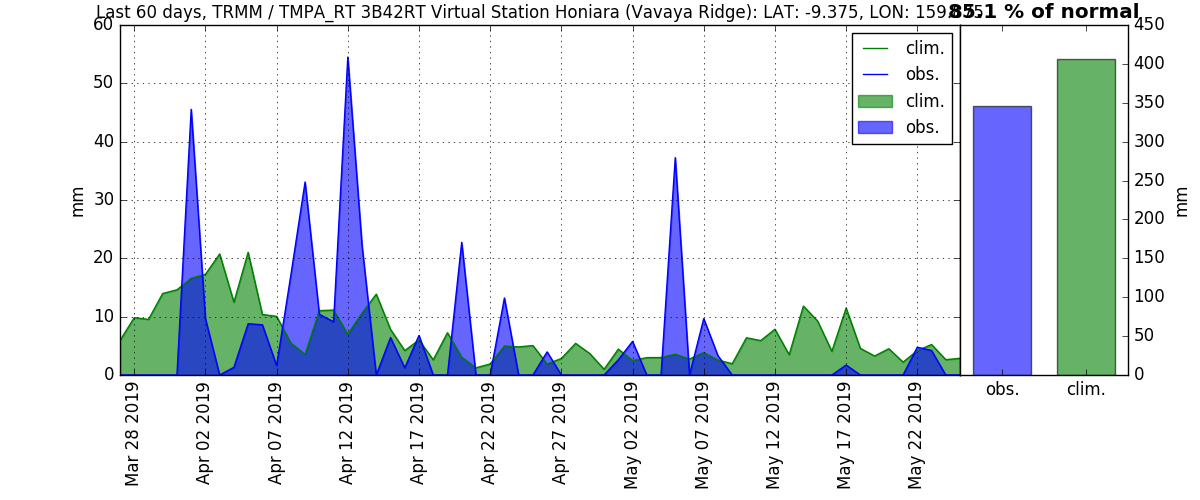 Last 60 days, TRMM / TMPA_RT 3B42RT Virtual Station Honiara (Vavaya Ridge): LAT: -9.375, LON:
85.1 % of normal
60
50
40
30
20
10
0
mm
clim.
obs.
clim.
obs.
Mar 28 2019
Apr 02 2019
Apr 07 2019
Apr 12 2019
Apr 17 2019
Apr 22 2019
Apr 27 2019
May 02 2019
May 07 2019
May 12 2019
May 17 2019
May 22 2019
450
400
350
300
250
200
150
100
50
0
mm
obs.
clim.